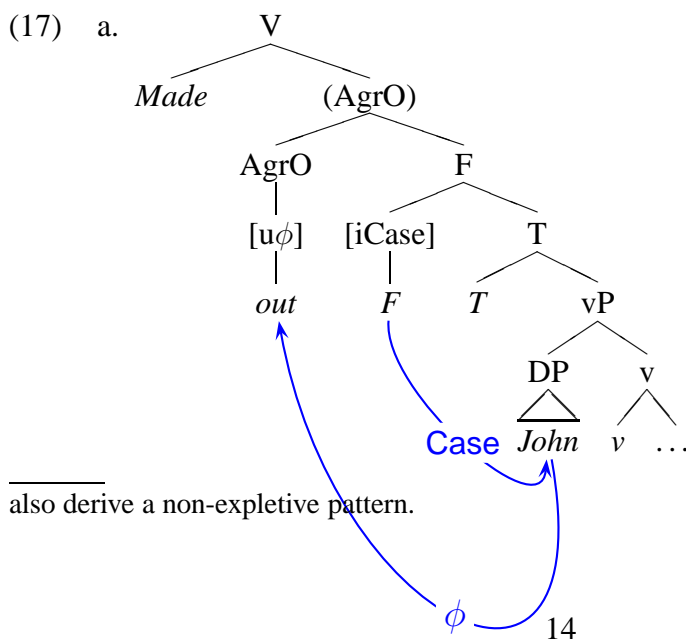 (17) a. V
Made (AgrO)
AgrO F
[uϕ] [iCase] T
out F T vP
DP v
Case John v ...
also derive a non-expletive pattern.
ϕ
14